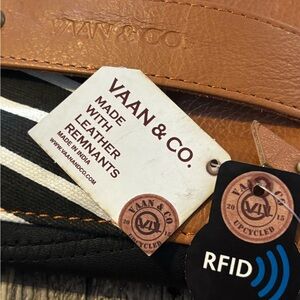 VAAN & CO.
VAAN & CO.
MADE
WITH
LEATHER
REMNANTS
MADE IN INDIA
WWW.VAANANDCO.COM
VAAN & CO
UPCYCLED
VAAN & CO
20 15
UPCYCLED
RFID